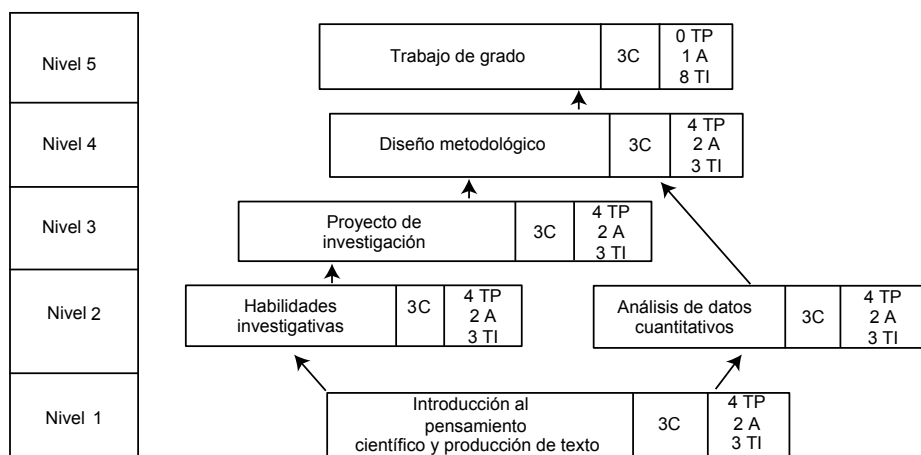 Nivel 5
Trabajo de grado
3C
0 TP
1 A
8 TI
Nivel 4
Diseño metodológico
3C
4 TP
2 A
3 TI
Nivel 3
Proyecto de
investigación
3C
4 TP
2 A
3 TI
Nivel 2
Habilidades
investigativas
3C
4 TP
2 A
3 TI
Análisis de datos
cuantitativos
3C
4 TP
2 A
3 TI
Nivel 1
Introducción al
pensamiento
científico y producción de texto
3C
4 TP
2 A
3 TI